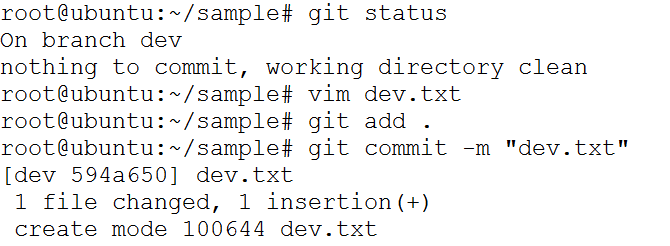 root@ubuntu:~/sample# git status
On branch dev
nothing to commit, working directory clean
root@ubuntu:~/sample# vim dev.txt
root@ubuntu:~/sample# git add .
root@ubuntu:~/sample# git commit -m "dev.txt"
[dev 594a650] dev.txt
 1 file changed, 1 insertion(+)
 create mode 100644 dev.txt